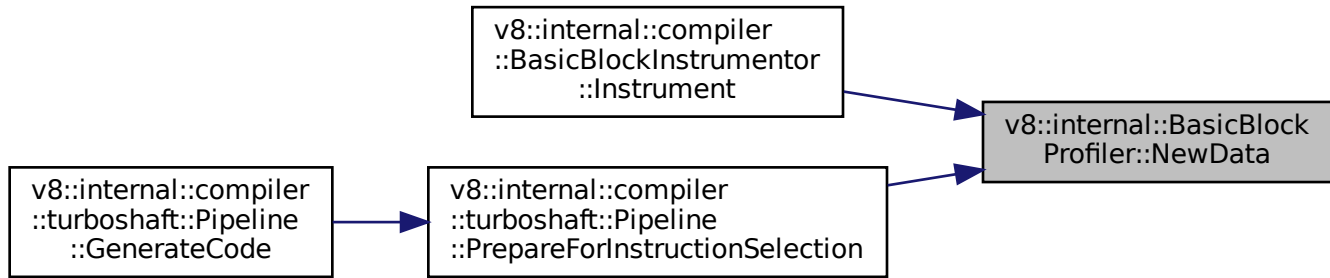 v8::internal::compiler
::BasicBlockInstrumentor
::Instrument
v8::internal::BasicBlock
Profiler::NewData
v8::internal::compiler
::turboshaft::Pipeline
::GenerateCode
v8::internal::compiler
::turboshaft::Pipeline
::PrepareForInstructionSelection